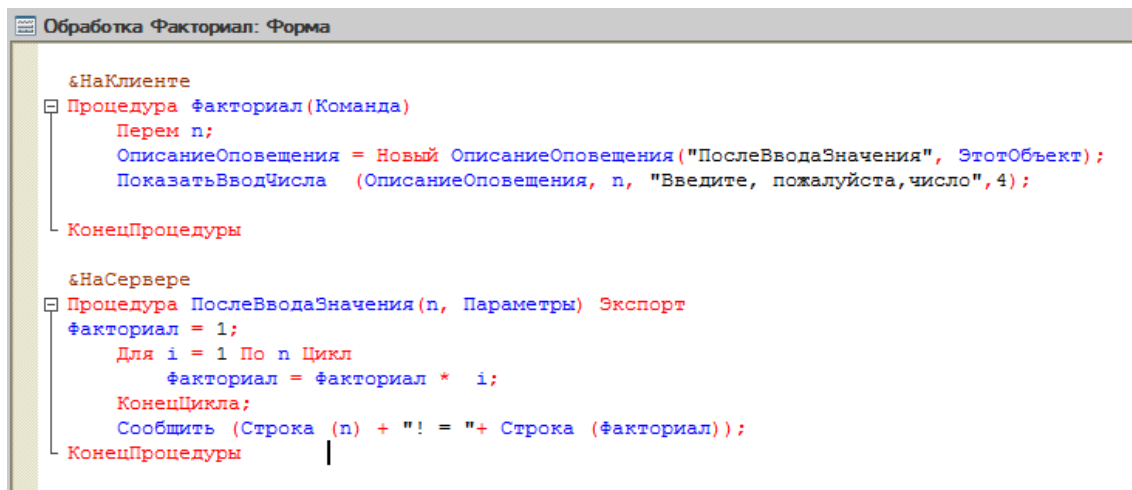 Обработка Факториал: Форма
&НаКлиенте
Процедура Факториал(Команда)
Перем n;
ОписаниеОповещения = Новый ОписаниеОповещения("ПослеВводаЗначения", ЭтотОбъект);
ПоказатьВводЧисла  (ОписаниеОповещения, n, "Введите, пожалуйста,число",4);
КонецПроцедуры
&НаСервере
Процедура ПослеВводаЗначения(n, Параметры) Экспорт
Факториал = 1;
Для i = 1 По n Цикл
Факториал = Факториал *  i;
КонецЦикла;
Сообщить (Строка (n) + "! = "+ Строка (Факториал));
КонецПроцедуры